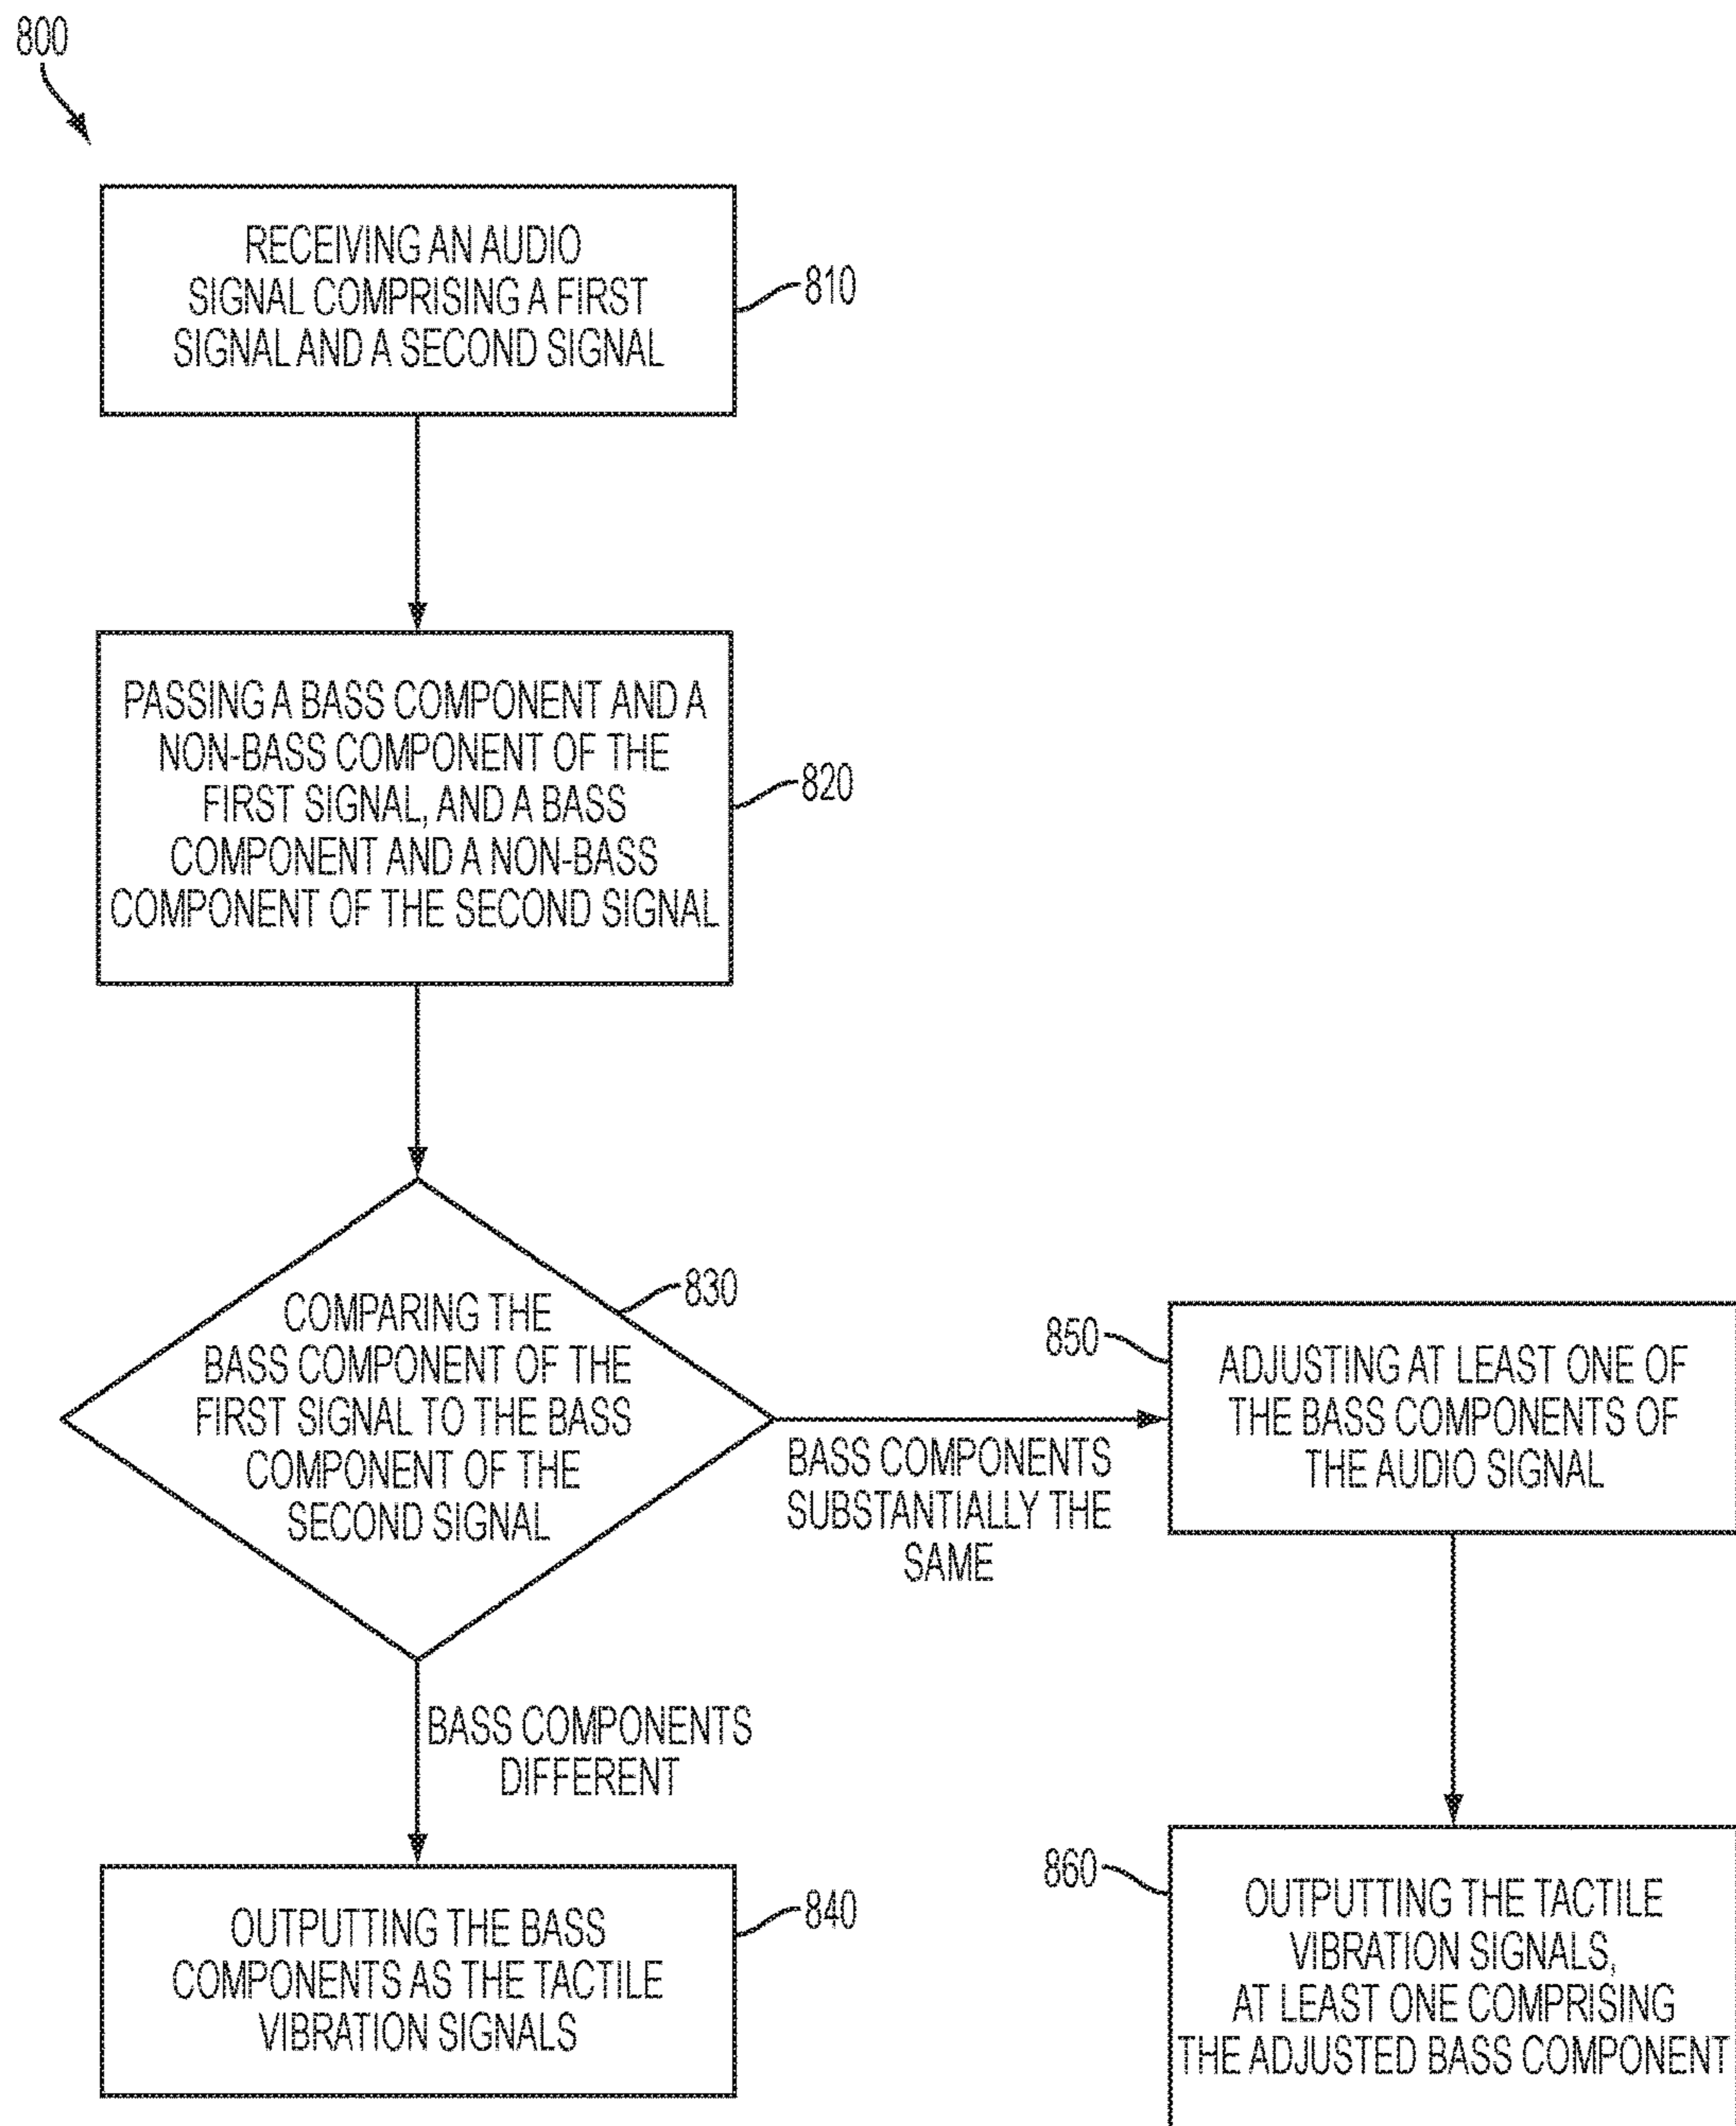 800
RECEIVING AN AUDIO
SIGNAL COMPRISING A FIRST
SIGNAL AND A SECOND SIGNAL
810
PASSING A BASS COMPONENT AND A
NON-BASS COMPONENT OF THE
FIRST SIGNAL, AND A BASS
COMPONENT AND A NON-BASS
COMPONENT OF THE SECOND SIGNAL
820
COMPARING THE
BASS COMPONENT OF THE
FIRST SIGNAL TO THE BASS
COMPONENT OF THE
SECOND SIGNAL
830
BASS COMPONENTS
SUBSTANTIALLY THE
SAME
850
ADJUSTING AT LEAST ONE OF
THE BASS COMPONENTS OF
THE AUDIO SIGNAL
BASS COMPONENTS
DIFFERENT
OUTPUTTING THE BASS
COMPONENTS AS THE TACTILE
VIBRATION SIGNALS
840
860
OUTPUTTING THE TACTILE
VIBRATION SIGNALS,
AT LEAST ONE COMPRISING
THE ADJUSTED BASS COMPONENT